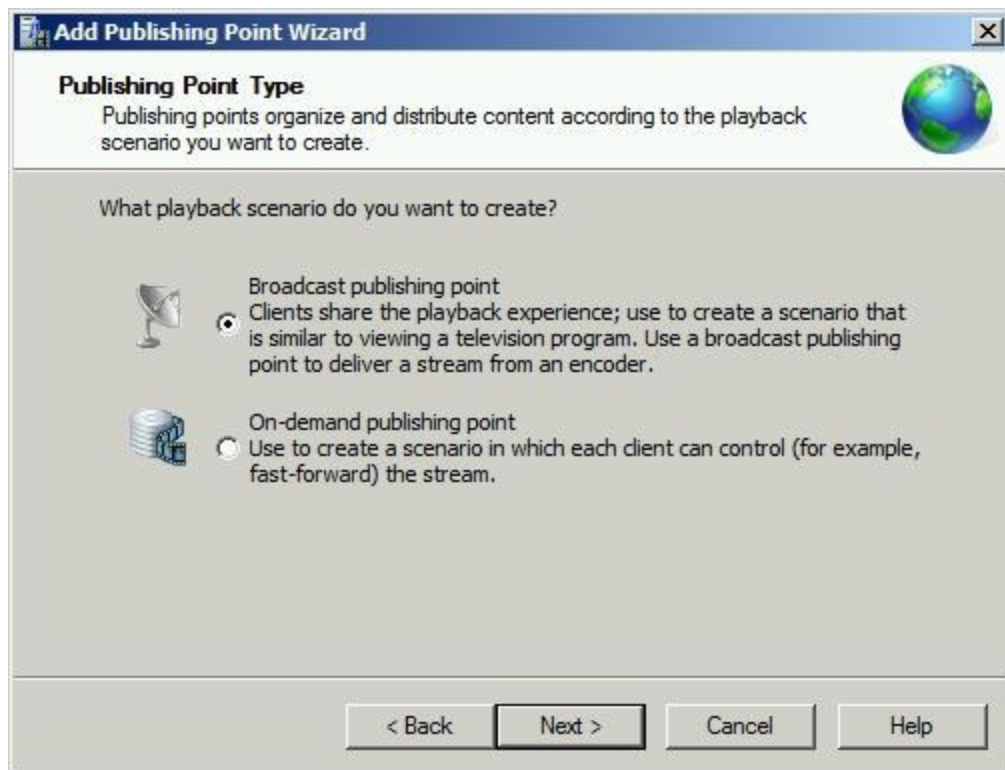 Add Publishing Point Wizard
Publishing Point Type
Publishing points organize and distribute content according to the playback
scenario you want to create.
What playback scenario do you want to create?
Broadcast publishing point
Clients share the playback experience; use to create a scenario that
is similar to viewing a television program. Use a broadcast publishing
point to deliver a stream from an encoder.
On-demand publishing point
Use to create a scenario in which each client can control (for example,
fast-forward) the stream.
< Back
Next >
Cancel
Help